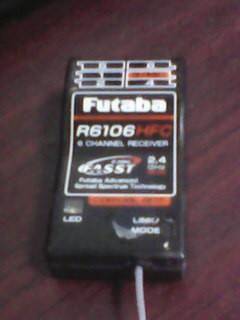 Futaba
R6106HFC
6 CHANNEL RECEIVER
FASST 2.4
GHz
Futaba Advanced
Spread Spectrum Technology
LED LINK/
MODE